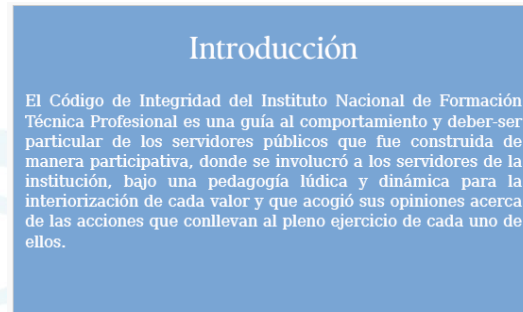 Introducción
El Código de Integridad del Instituto Nacional de Formación
Técnica Profesional es una guía al comportamiento y deber-ser
particular de los servidores públicos que fue construida de
manera participativa, donde se involucró a los servidores de la
institución, bajo una pedagogía lúdica y dinámica para la
interiorización de cada valor y que acogió sus opiniones acerca
de las acciones que conllevan al pleno ejercicio de cada uno de
ellos.